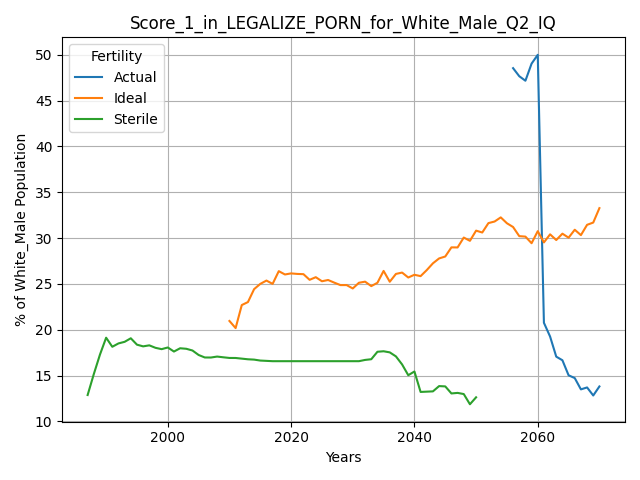 Score_1_in_LEGALIZE_PORN_for_White_Male_Q2_IQ
Fertility
Actual
Ideal
Sterile
% of White_Male Population
50
45
40
35
30
25
20
15
10
2000
2020
2040
2060
Years